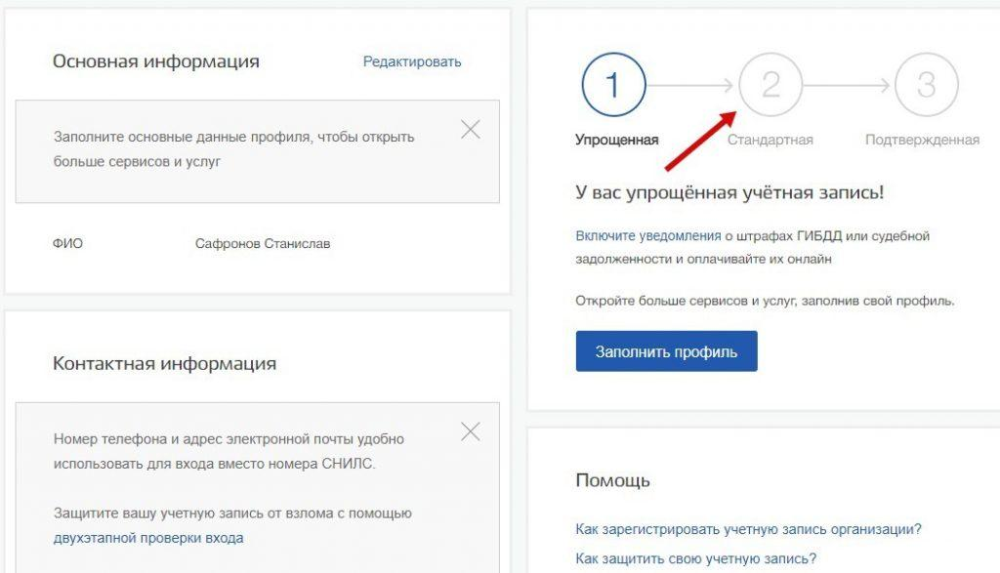 Основная информация
Редактировать
Заполните основные данные профиля, чтобы открыть
больше сервисов и услуг
ФИО
Сафронов Станислав
Контактная информация
Номер телефона и адрес электронной почты удобно
использовать для входа вместо номера СНИЛС.
Защитите вашу учетную запись от взлома с помощью
двухэтапной проверки входа
1
2
3
Упрощенная
Стандартная
Подтвержденная
У вас упрощённая учётная запись!
Включите уведомления о штрафах ГИБДД или судебной
задолженности и оплачивайте их онлайн
Откройте больше сервисов и услуг, заполнив свой профиль.
Заполнить профиль
Помощь
Как зарегистрировать учетную запись организации?
Как защитить свою учетную запись?